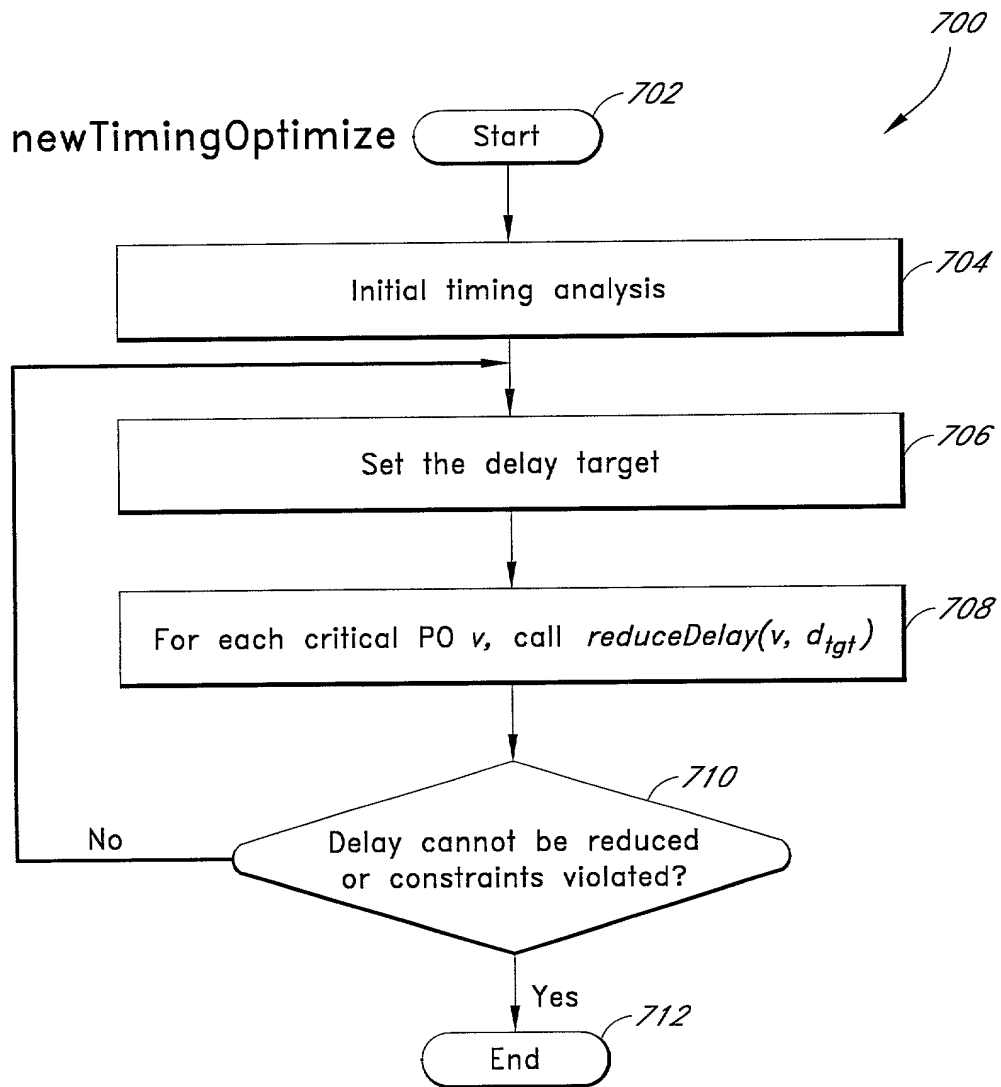 700
702
newTimingOptimize
Start
704
Initial timing analysis
706
Set the delay target
708
For each critical PO v, call reduceDelay(v, d_tgt)
710
Delay cannot be reduced
or constraints violated?
No
Yes
712
End